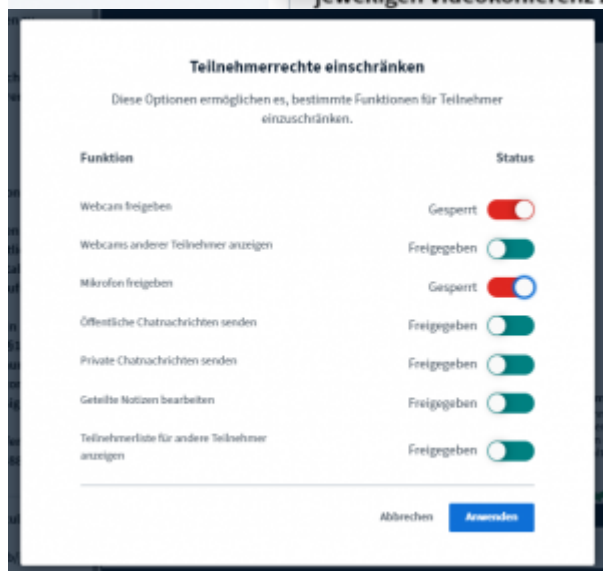 jeweiligen Videokonferenz
Teilnehmerrechte einschränken
Diese Optionen ermöglichen es, bestimmte Funktionen für Teilnehmer
einzuschränken.
Funktion Status
Webcam freigeben Gesperrt
Webcams anderer Teilnehmer anzeigen Freigegeben
Mikrofon freigeben Gesperrt
Öffentliche Chatnachrichten senden Freigegeben
Private Chatnachrichten senden Freigegeben
Geteilte Notizen bearbeiten Freigegeben
Teilnehmerliste für andere Teilnehmer
anzeigen Freigegeben
Abbrechen Anwenden